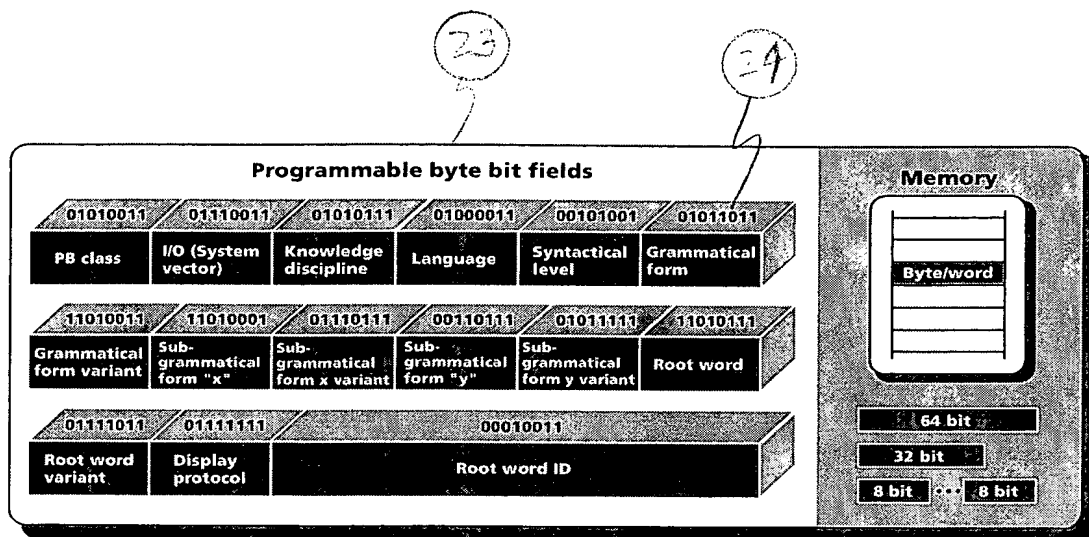 23
24
Programmable byte bit fields
01010011 01110011 01010111 01000011 00101001 01011011
PB class
I/O (System
vector)
Knowledge
discipline
Language
Syntactical
level
Grammatical
form
11010011 11010001 01110111 00110111 01011111 11010111
Grammatical
form variant
Sub-
grammatical
form "x"
Sub-
grammatical
form x variant
Sub-
grammatical
form "y"
Sub-
grammatical
form y variant
Root word
01111011 01111111 00010011
Root word
variant
Display
protocol
Root word ID
Memory
Byte/word
64 bit
32 bit
8 bit ••• 8 bit